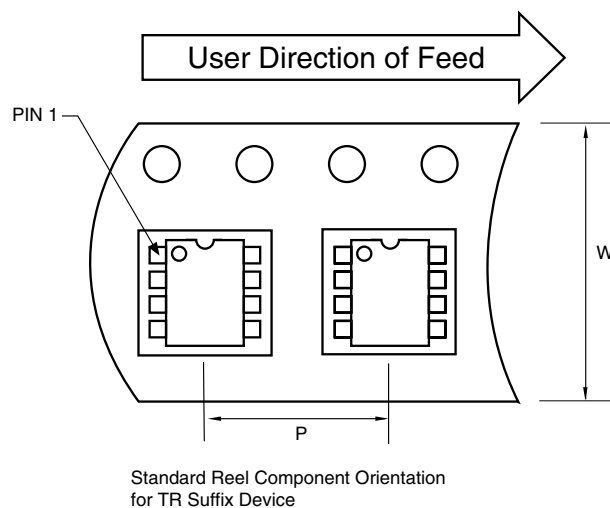 User Direction of Feed
PIN 1
W
P
Standard Reel Component Orientation
for TR Suffix Device